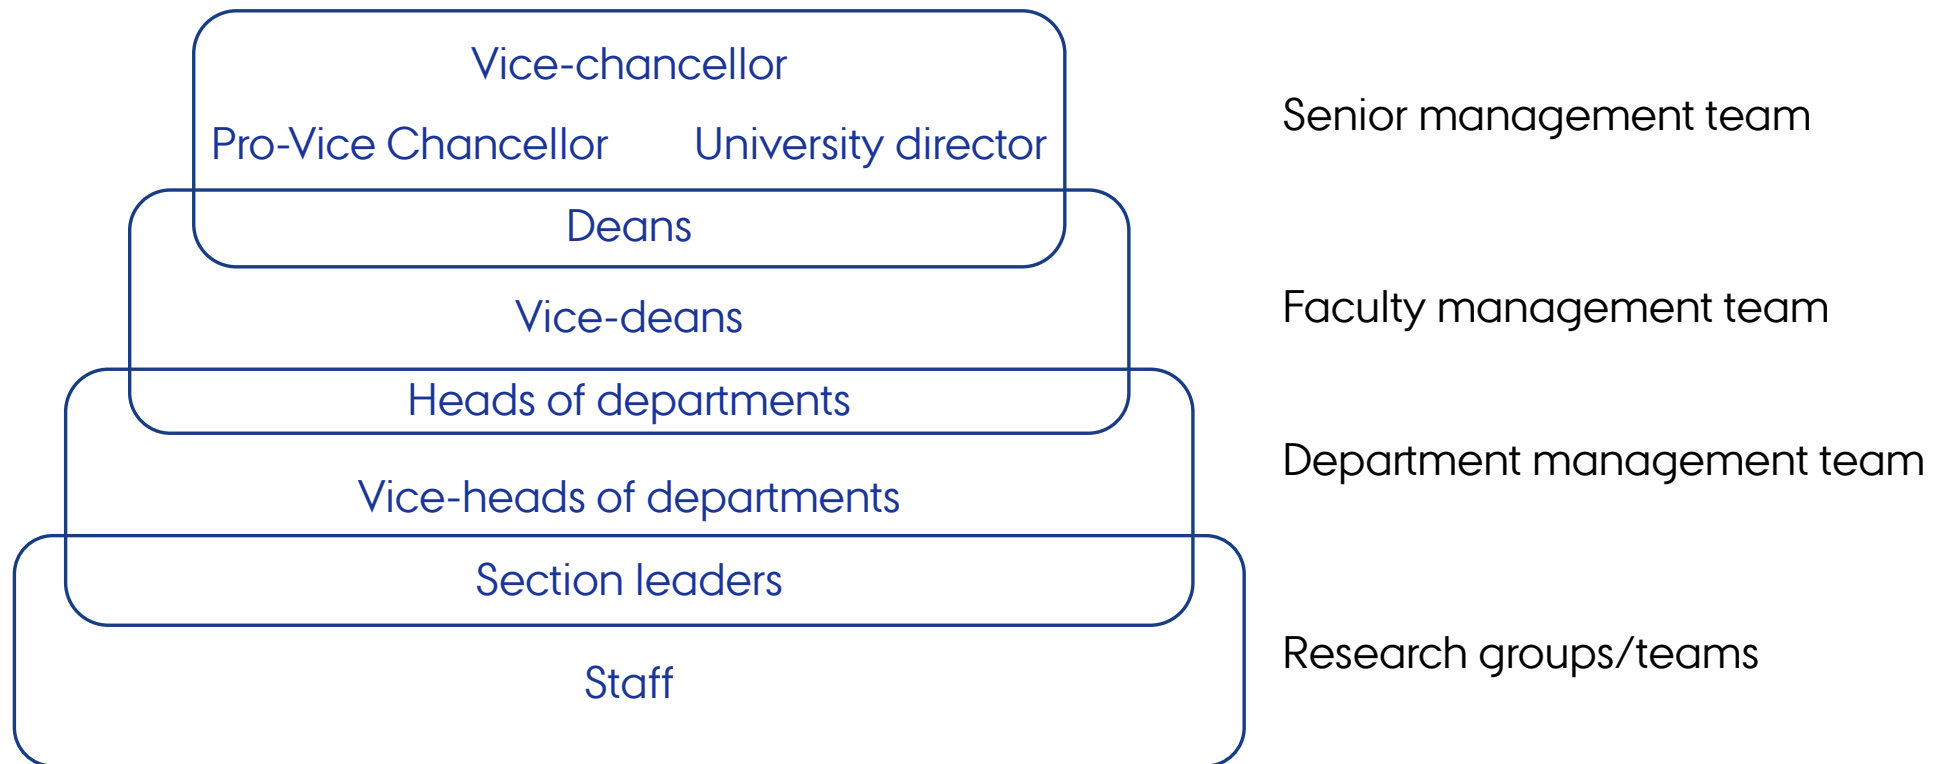 Vice-chancellor
Pro-Vice Chancellor University director
Senior management team
Deans
Vice-deans
Faculty management team
Heads of departments
Vice-heads of departments
Department management team
Section leaders
Staff
Research groups/teams